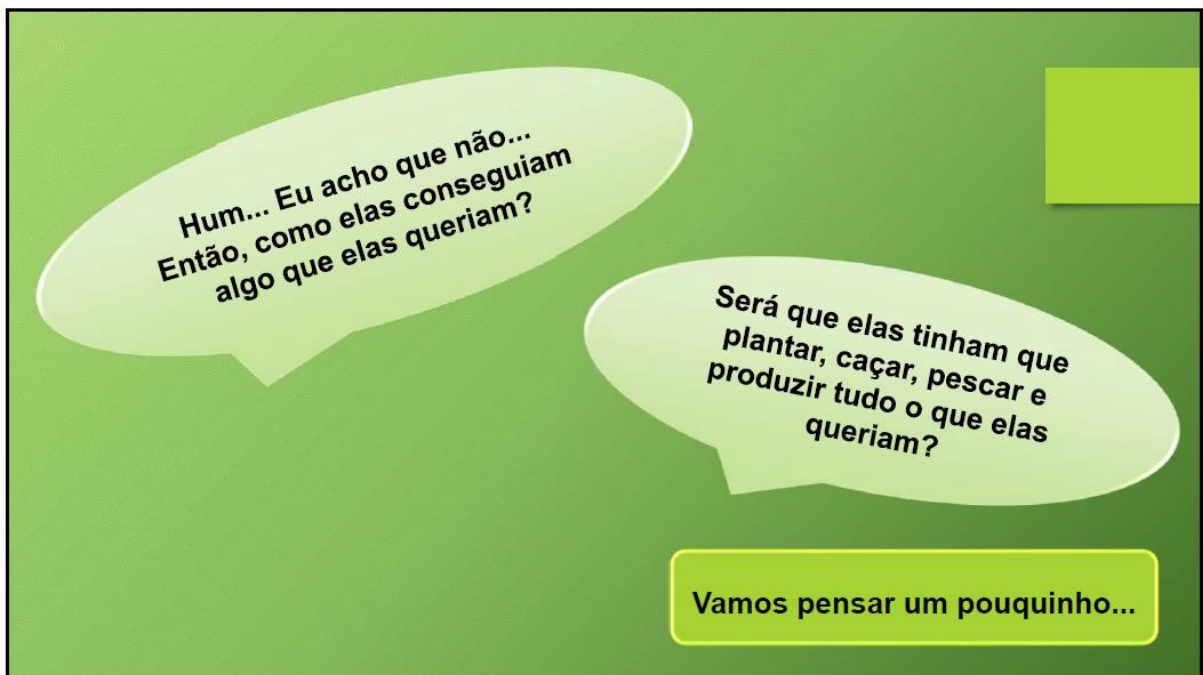 Hum... Eu acho que não...
Então, como elas conseguiam
algo que elas queriam?
Será que elas tinham que
plantar, caçar, pescar e
produzir tudo o que elas
queriam?
Vamos pensar um pouquinho...